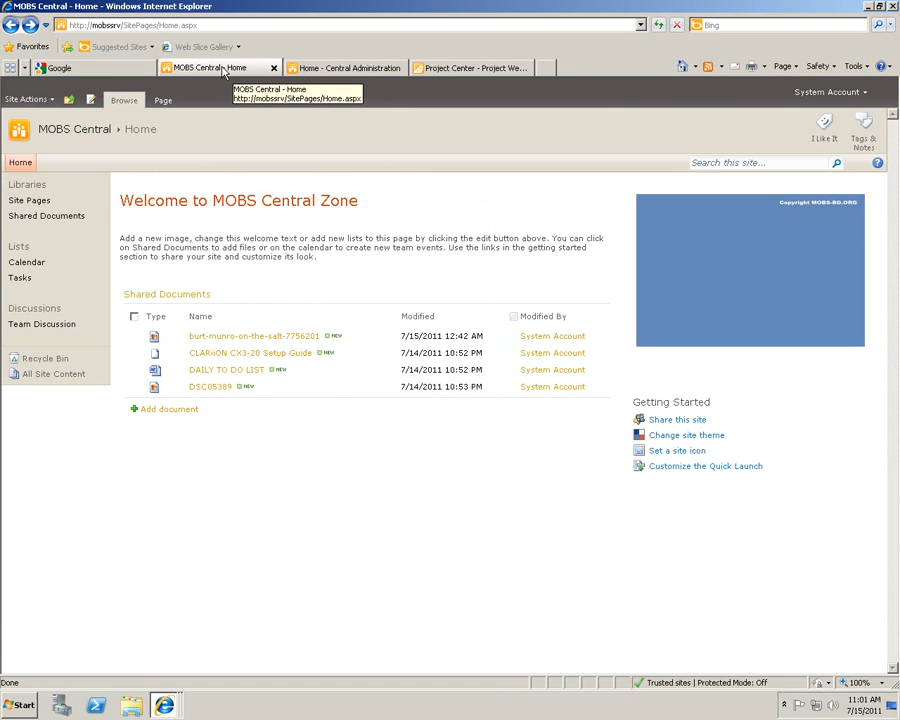 MOBS Central - Home - Windows Internet Explorer
http://mobssrv/SitePages/Home.aspx
Bing
Favorites
Suggested Sites
Web Slice Gallery
Google
MOBS Central - Home
Home - Central Administration
Project Center - Project We...
Page
Safety
Tools
MOBS Central - Home
http://mobssrv/SitePages/Home.aspx
Site Actions
Browse
Page
System Account
MOBS Central
Home
I Like It
Tags &
Notes
Home
Search this site...
Libraries
Site Pages
Shared Documents
Lists
Calendar
Tasks
Discussions
Team Discussion
Recycle Bin
All Site Content
Welcome to MOBS Central Zone
Add a new image, change this welcome text or add new lists to this page by clicking the edit button above. You can click
on Shared Documents to add files or on the calendar to create new team events. Use the links in the getting started
section to share your site and customize its look.
Shared Documents
Type Name Modified Modified By
burt-munro-on-the-salt-7756201 NEW 7/15/2011 12:42 AM System Account
CLARiiON CX3-20 Setup Guide NEW 7/14/2011 10:52 PM System Account
DAILY TO DO LIST NEW 7/14/2011 10:52 PM System Account
DSC05389 NEW 7/14/2011 10:53 PM System Account
Add document
Copyright MOBS-BD.ORG
Getting Started
Share this site
Change site theme
Set a site icon
Customize the Quick Launch
Done
Trusted sites | Protected Mode: Off
100%
Start
11:01 AM
7/15/2011